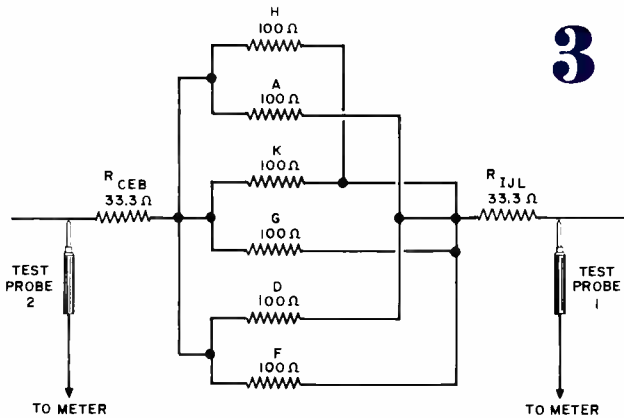 3
H
100 Ω
A
100 Ω
K
100 Ω
G
100 Ω
D
100 Ω
F
100 Ω
R CEB
33.3 Ω
R IJL
33.3 Ω
TEST
PROBE
2
TEST
PROBE
1
TO METER
TO METER